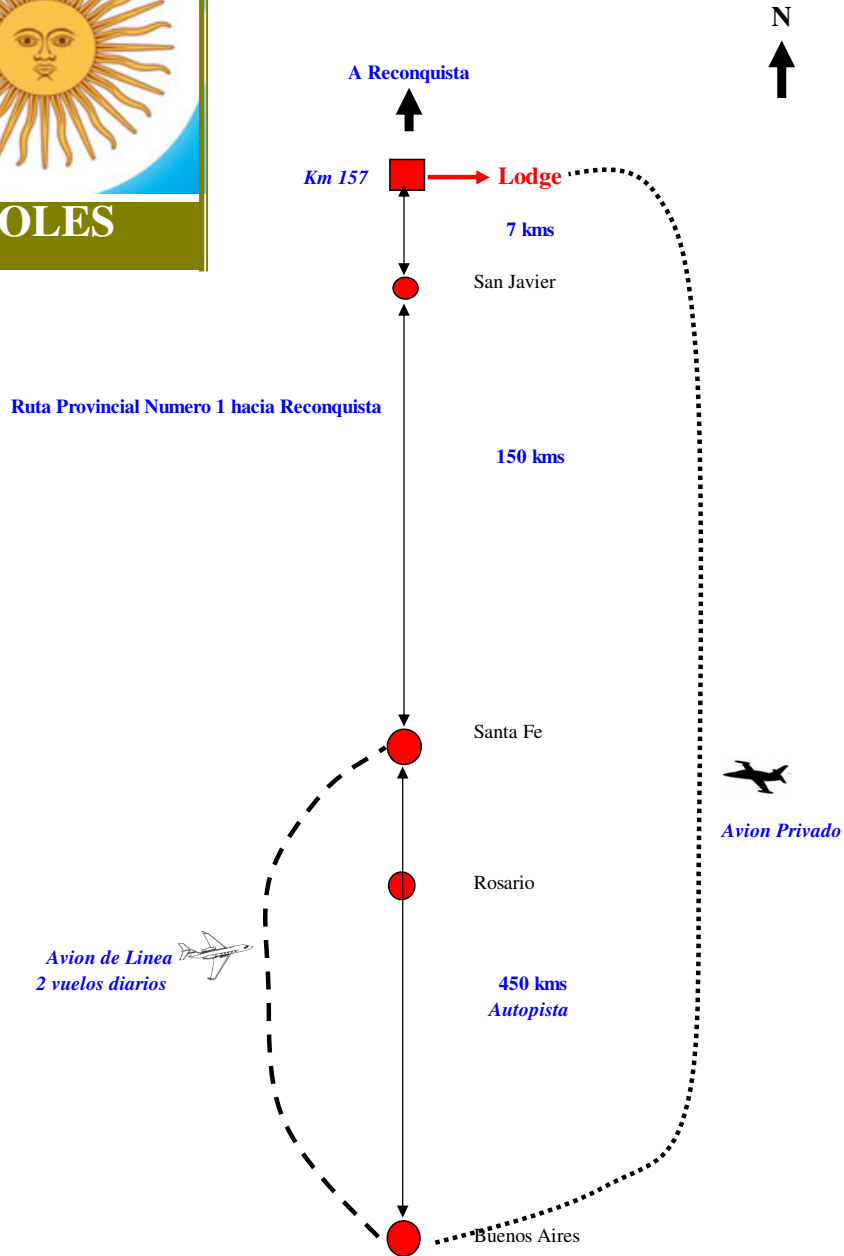 N
A Reconquista
Km 157
Lodge
OLES
7 kms
San Javier
Ruta Provincial Numero 1 hacia Reconquista
150 kms
Santa Fe
Avion Privado
Rosario
Avion de Linea
2 vuelos diarios
450 kms
Autopista
Buenos Aires